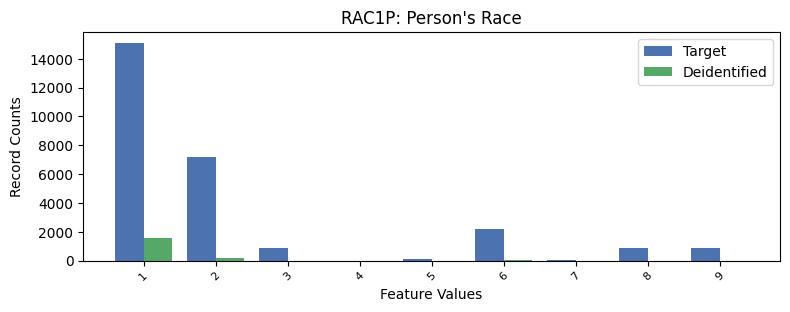 RAC1P: Person's Race
Target
Deidentified
Record Counts
14000
12000
10000
8000
6000
4000
2000
0
1 2 3 4 5 6 7 8 9
Feature Values